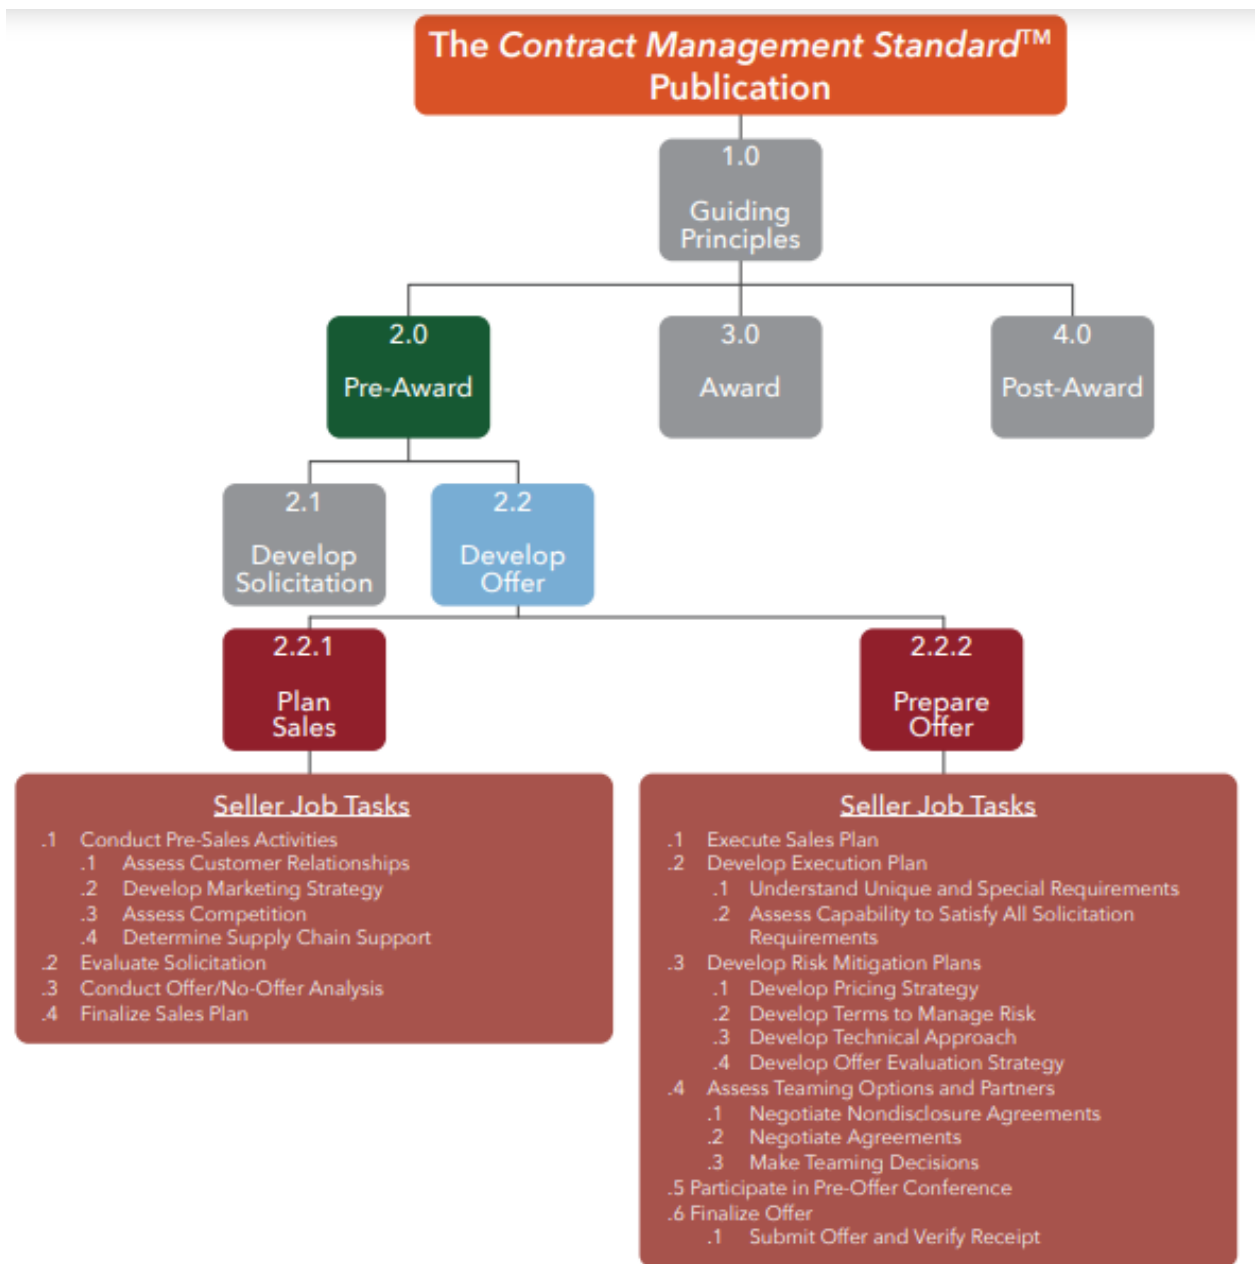 The Contract Management Standard™
Publication
1.0
Guiding
Principles
2.0
Pre-Award
3.0
Award
4.0
Post-Award
2.1
Develop
Solicitation
2.2
Develop
Offer
2.2.1
Plan
Sales
2.2.2
Prepare
Offer
Seller Job Tasks
.1 Conduct Pre-Sales Activities
.1 Assess Customer Relationships
.2 Develop Marketing Strategy
.3 Assess Competition
.4 Determine Supply Chain Support
.2 Evaluate Solicitation
.3 Conduct Offer/No-Offer Analysis
.4 Finalize Sales Plan
Seller Job Tasks
.1 Execute Sales Plan
.2 Develop Execution Plan
.1 Understand Unique and Special Requirements
.2 Assess Capability to Satisfy All Solicitation
Requirements
.3 Develop Risk Mitigation Plans
.1 Develop Pricing Strategy
.2 Develop Terms to Manage Risk
.3 Develop Technical Approach
.4 Develop Offer Evaluation Strategy
.4 Assess Teaming Options and Partners
.1 Negotiate Nondisclosure Agreements
.2 Negotiate Agreements
.3 Make Teaming Decisions
.5 Participate in Pre-Offer Conference
.6 Finalize Offer
.1 Submit Offer and Verify Receipt